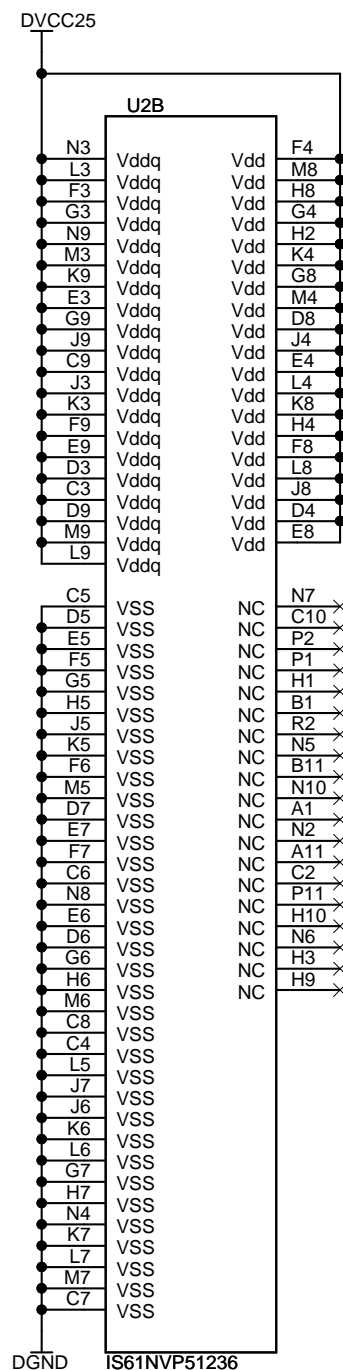 DVCC25
U2B
N3 Vddq Vdd F4
L3 Vddq Vdd M8
F3 Vddq Vdd H8
G3 Vddq Vdd G4
N9 Vddq Vdd H2
M3 Vddq Vdd K4
K9 Vddq Vdd G8
E3 Vddq Vdd M4
G9 Vddq Vdd D8
J9 Vddq Vdd J4
C9 Vddq Vdd E4
J3 Vddq Vdd L4
K3 Vddq Vdd K8
F9 Vddq Vdd H4
E9 Vddq Vdd F8
D3 Vddq Vdd L8
C3 Vddq Vdd J8
D9 Vddq Vdd D4
M9 Vddq Vdd E8
L9 Vddq
C5 VSS NC N7
D5 VSS NC C10
E5 VSS NC P2
F5 VSS NC P1
G5 VSS NC H1
H5 VSS NC B1
J5 VSS NC R2
K5 VSS NC N5
F6 VSS NC B11
M5 VSS NC N10
D7 VSS NC A1
E7 VSS NC N2
F7 VSS NC A11
C6 VSS NC C2
N8 VSS NC P11
E6 VSS NC H10
D6 VSS NC N6
G6 VSS NC H3
H6 VSS NC H9
M6 VSS
C8 VSS
C4 VSS
L5 VSS
J7 VSS
J6 VSS
K6 VSS
L6 VSS
G7 VSS
H7 VSS
N4 VSS
K7 VSS
L7 VSS
M7 VSS
C7 VSS
DGND
IS61NVP51236